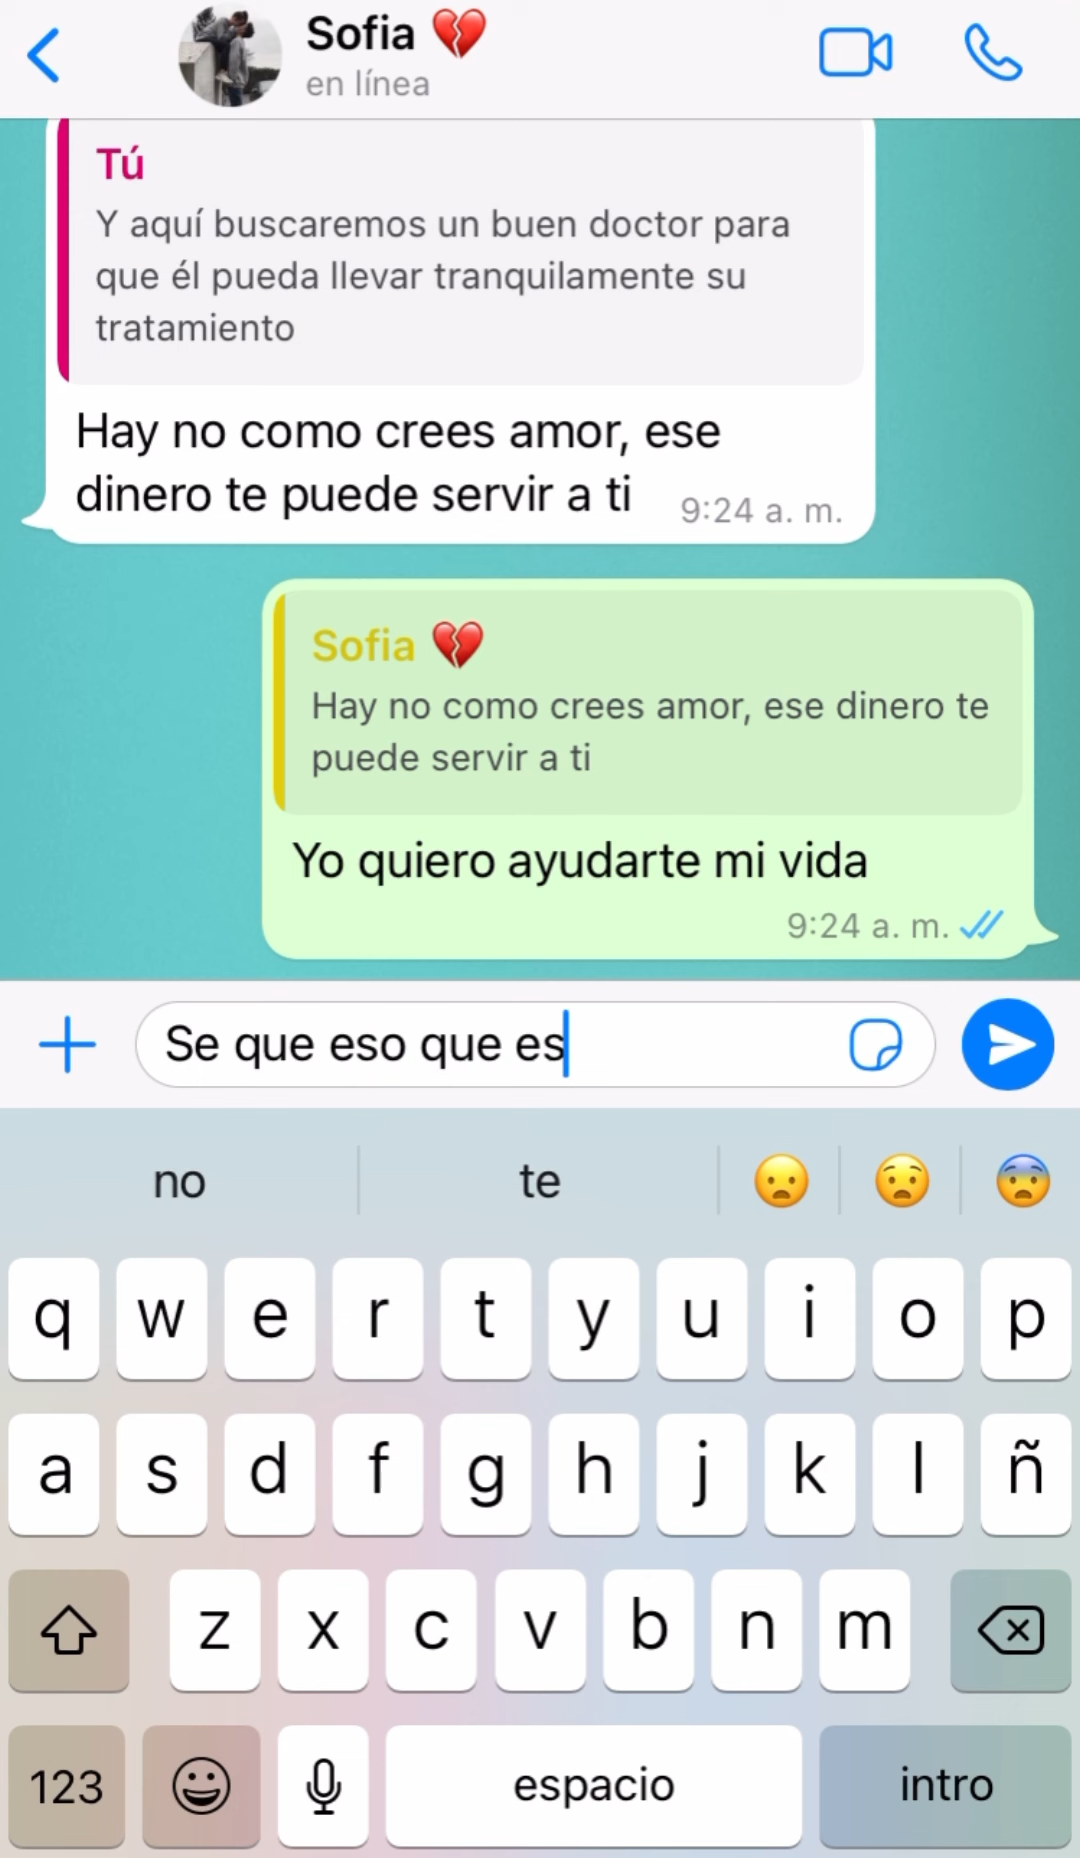 Sofia 💔
en línea
Tú
Y aquí buscaremos un buen doctor para
que él pueda llevar tranquilamente su
tratamiento
Hay no como crees amor, ese
dinero te puede servir a ti
9:24 a. m.
Sofia 💔
Hay no como crees amor, ese dinero te
puede servir a ti
Yo quiero ayudarte mi vida
9:24 a. m.
Se que eso que es
no te 😦 😧 😨
q w e r t y u i o p
a s d f g h j k l ñ
z x c v b n m
123 espacio intro